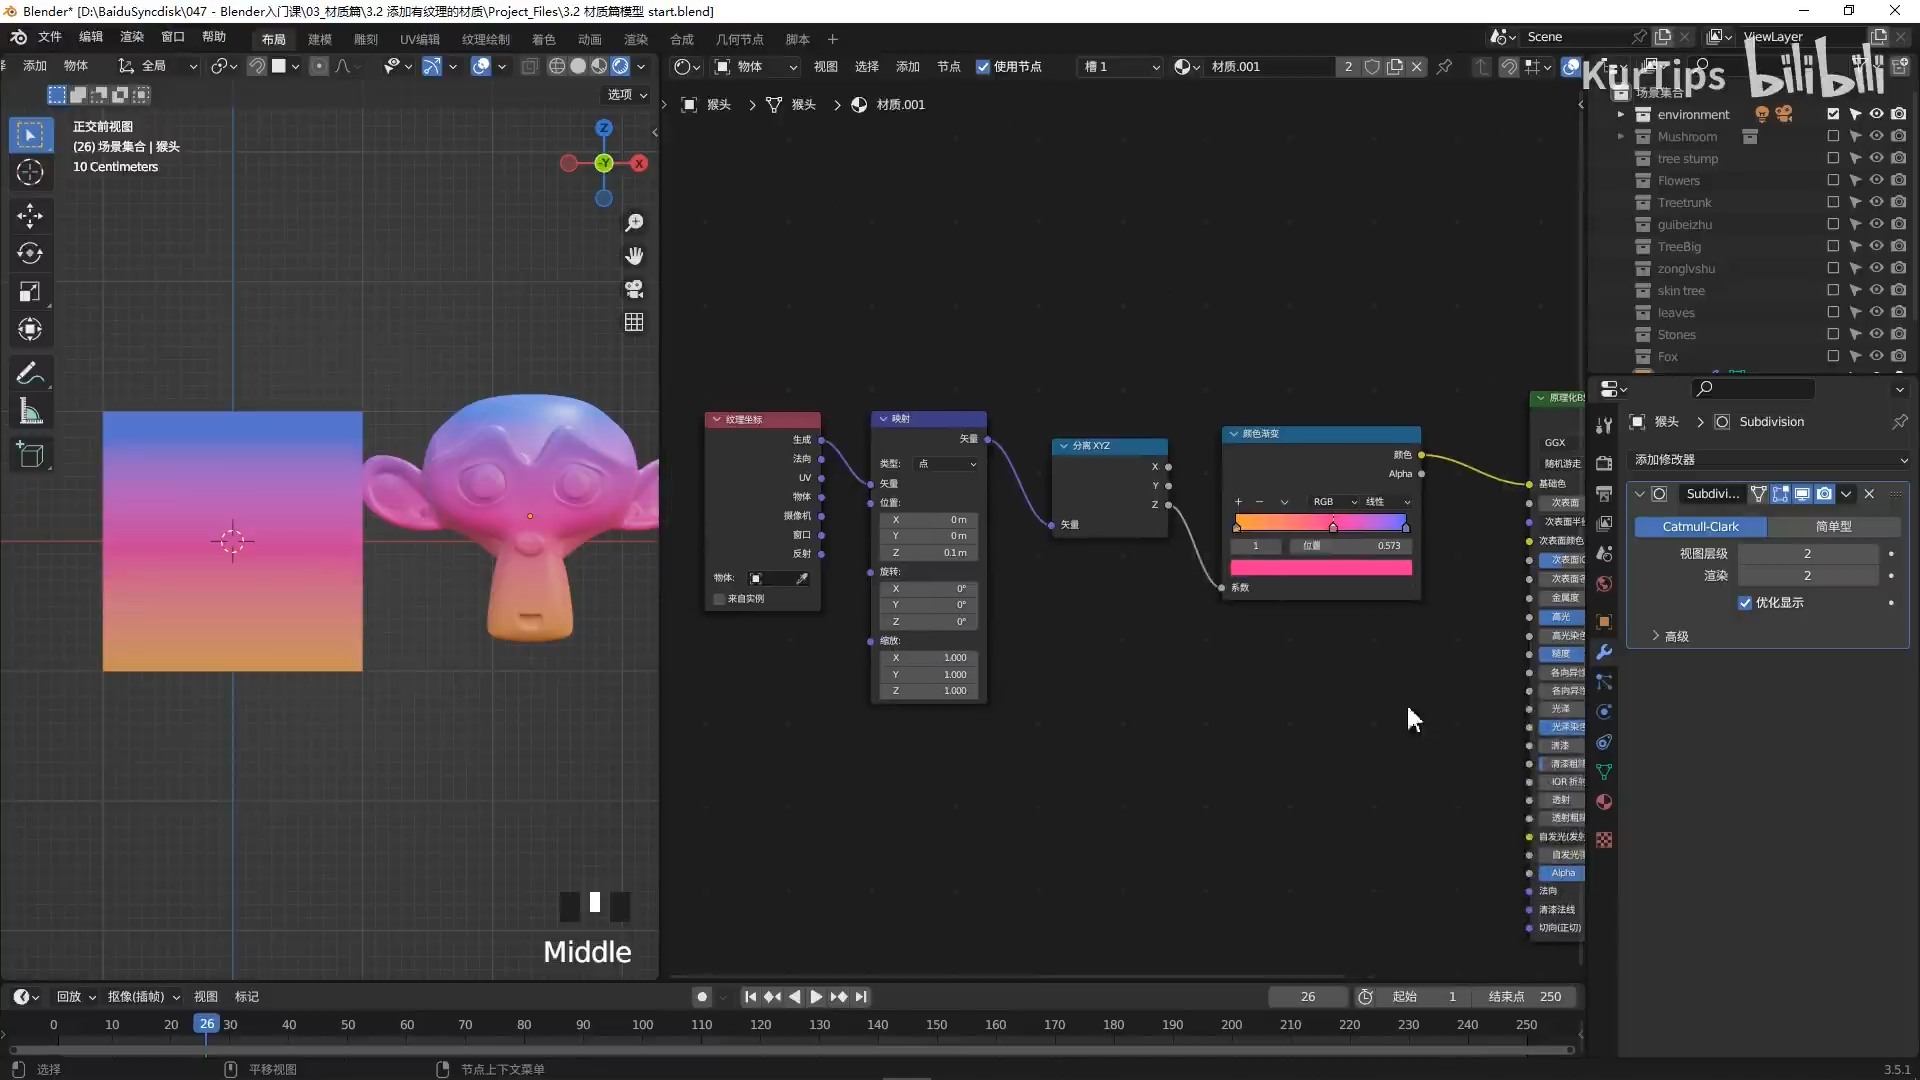 Blender* [D:\BaiduSyncdisk\047 - Blender入门课\03_材质篇\3.2 添加有纹理的材质\Project_Files\3.2 材质篇模型 start.blend]
文件 编辑 渲染 窗口 帮助 布局 建模 雕刻 UV编辑 纹理绘制 着色 动画 渲染 合成 几何节点 脚本 + Scene ViewLayer
添加 物体 全局 物体 视图 选择 添加 节点 使用节点 槽 1 材质.001 2
KurTips bilibili
选项
猴头 > 猴头 > 材质.001
场景集合
正交前视图
(26) 场景集合 | 猴头
10 Centimeters
Z
-Y
X
environment
Mushroom
tree stump
Flowers
Treetrunk
guibeizhu
TreeBig
zonglvshu
skin tree
leaves
Stones
Fox
纹理坐标
生成
法向
UV
物体
摄像机
窗口
反射
物体:
来自实例
映射
矢量
类型: 点
矢量
位置:
X 0 m
Y 0 m
Z 0.1 m
旋转:
X 0°
Y 0°
Z 0°
缩放:
X 1.000
Y 1.000
Z 1.000
分离 XYZ
X
Y
Z
矢量
颜色渐变
颜色
Alpha
RGB 线性
1 位置 0.573
系数
原理化BS
GGX
随机游走
基础色
次表面
次表面半
次表面颜色
次表面IO
次表面各
金属度
高光
高光染色
糙度
各向异性
各向异性
光泽
光泽染色
清漆
清漆粗糙
IOR 折射
透射
透射粗糙
自发光(发射
自发光强
Alpha
法向
清漆法线
切向(正切)
猴头 > Subdivision
添加修改器
Subdivi...
Catmull-Clark 简单型
视图层级 2
渲染 2
优化显示
高级
Middle
回放 抠像(插帧) 视图 标记 26 起始 1 结束点 250
0 10 20 26 30 40 50 60 70 80 90 100 110 120 130 140 150 160 170 180 190 200 210 220 230 240 250
选择 平移视图 节点上下文菜单 3.5.1